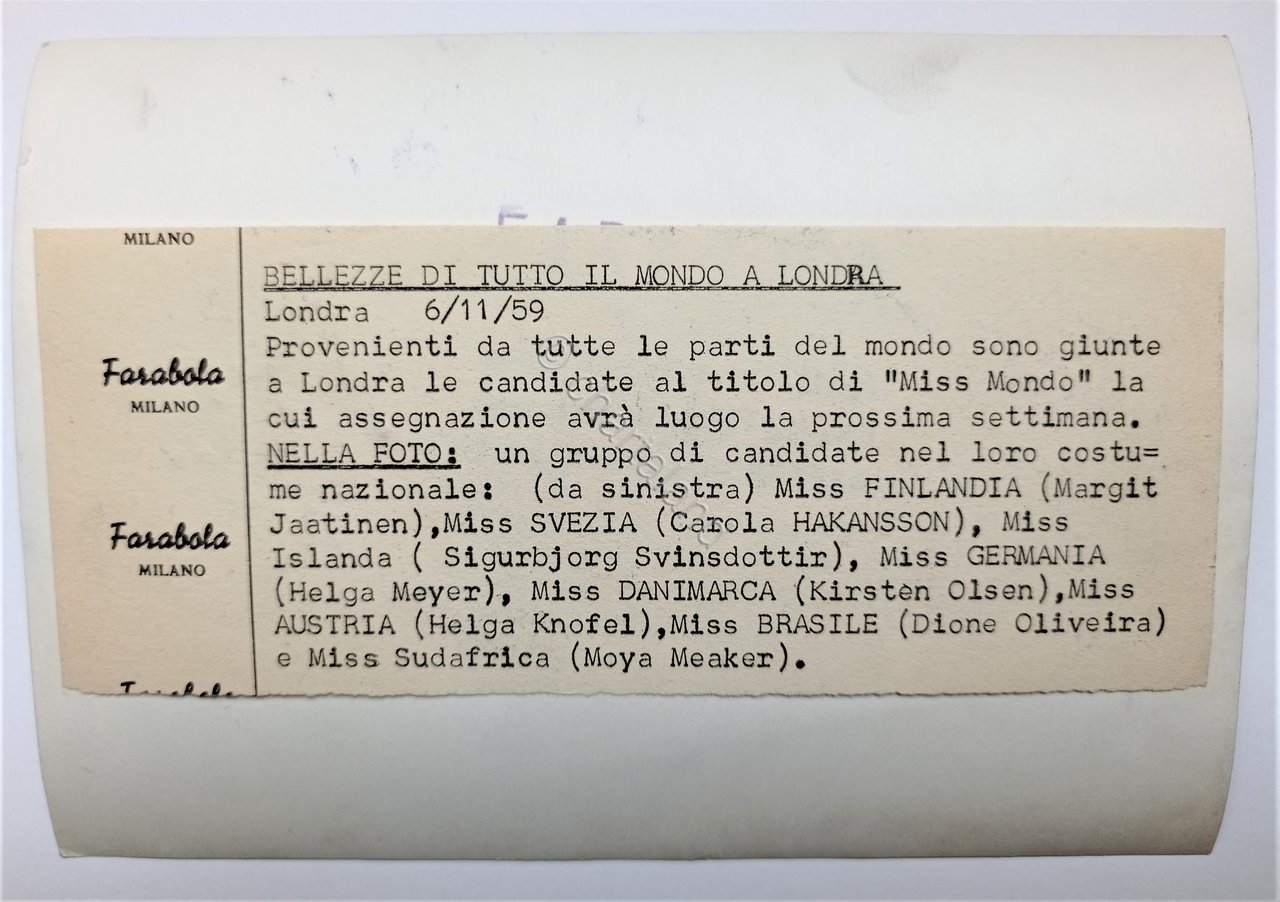 MILANO
Farabola
MILANO
Farabola
MILANO
BELLEZZE DI TUTTO IL MONDO A LONDRA
Londra 6/11/59
Provenienti da tutte le parti del mondo sono giunte
a Londra le candidate al titolo di "Miss Mondo" la
cui assegnazione avrà luogo la prossima settimana.
NELLA FOTO: un gruppo di candidate nel loro costu=
me nazionale: (da sinistra) Miss FINLANDIA (Margit
Jaatinen),Miss SVEZIA (Carola HAKANSSON), Miss
Islanda ( Sigurbjorg Svinsdottir), Miss GERMANIA
(Helga Meyer), Miss DANIMARCA (Kirsten Olsen),Miss
AUSTRIA (Helga Knofel),Miss BRASILE (Dione Oliveira)
e Miss Sudafrica (Moya Meaker).